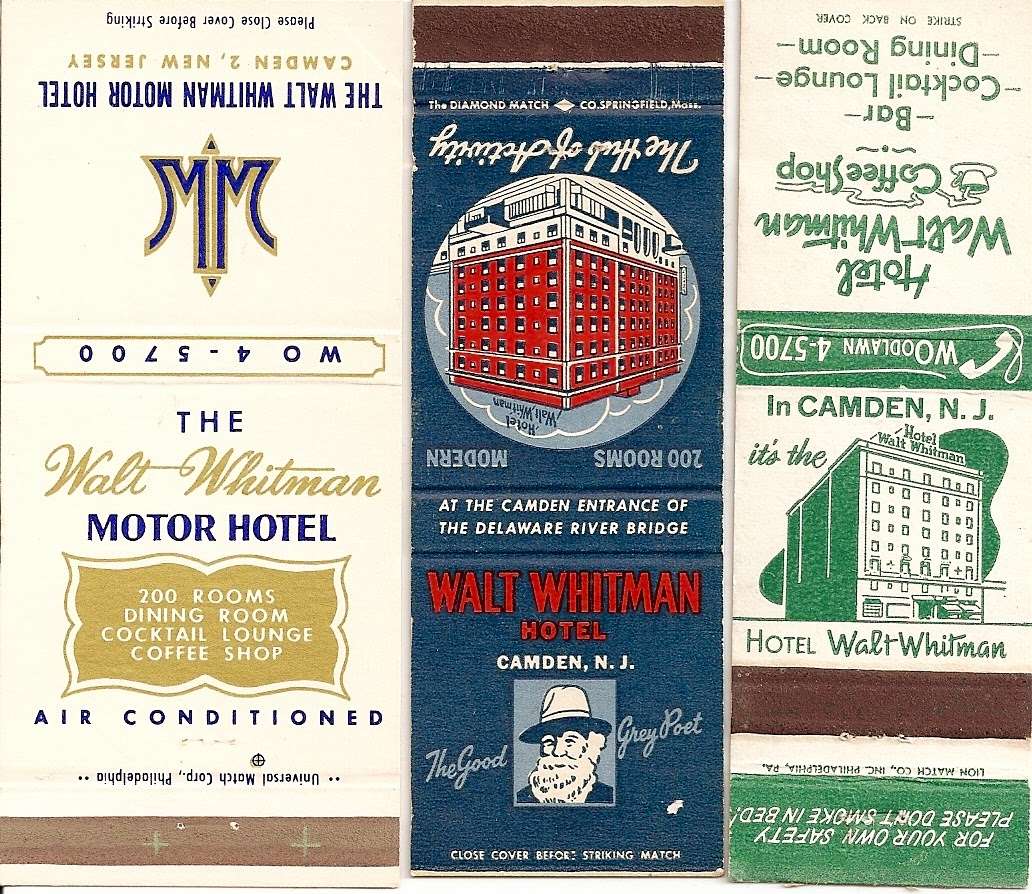 Please Close Cover Before Striking
CAMDEN 2, NEW JERSEY
THE WALT WHITMAN MOTOR HOTEL
WO 4-5700
THE
Walt Whitman
MOTOR HOTEL
200 ROOMS
DINING ROOM
COCKTAIL LOUNGE
COFFEE SHOP
AIR CONDITIONED
•• Universal Match Corp., Philadelphia ••
The DIAMOND MATCH CO. SPRINGFIELD, Mass.
The Hub of Activity
Hotel
Walt Whitman
200 ROOMS MODERN
AT THE CAMDEN ENTRANCE OF
THE DELAWARE RIVER BRIDGE
WALT WHITMAN
HOTEL
CAMDEN, N. J.
The Good Grey Poet
CLOSE COVER BEFORE STRIKING MATCH
STRIKE ON BACK COVER
Hotel
Walt Whitman
Coffee Shop
–Bar–
–Cocktail Lounge–
–Dining Room–
WOODLAWN 4-5700
In CAMDEN, N. J.
it's the
Hotel
Walt Whitman
HOTEL Walt Whitman
LION MATCH CO., INC. PHILADELPHIA, PA.
FOR YOUR OWN SAFETY
PLEASE DON'T SMOKE IN BED!